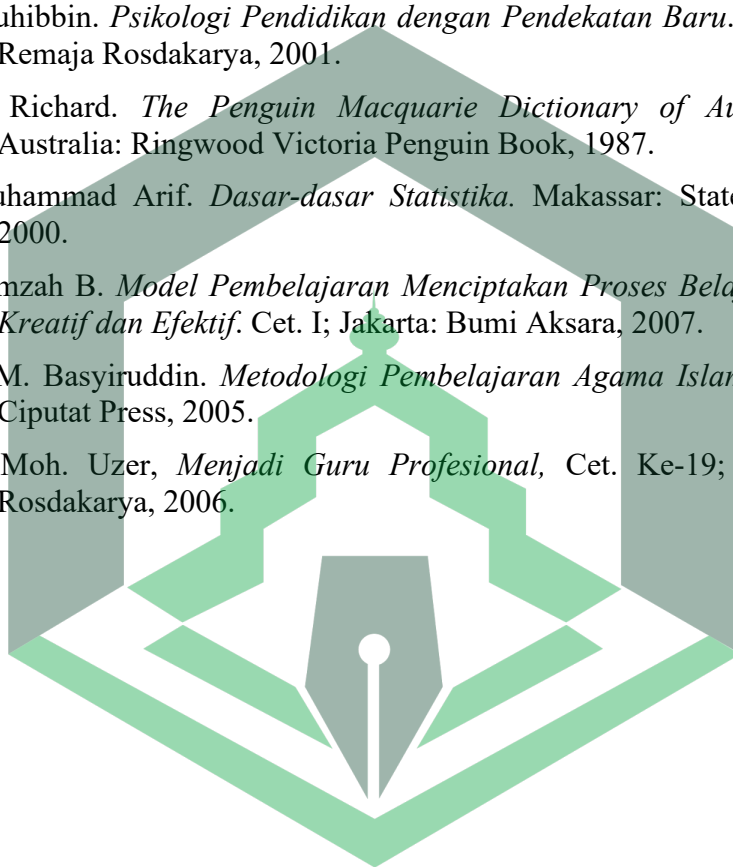 uhibbin. Psikologi Pendidikan dengan Pendekatan Baru.
Remaja Rosdakarya, 2001.
Richard. The Penguin Macquarie Dictionary of Au
Australia: Ringwood Victoria Penguin Book, 1987.
uhammad Arif. Dasar-dasar Statistika. Makassar: State
2000.
mzah B. Model Pembelajaran Menciptakan Proses Bela
Kreatif dan Efektif. Cet. I; Jakarta: Bumi Aksara, 2007.
M. Basyiruddin. Metodologi Pembelajaran Agama Islam
Ciputat Press, 2005.
Moh. Uzer, Menjadi Guru Profesional, Cet. Ke-19;
Rosdakarya, 2006.